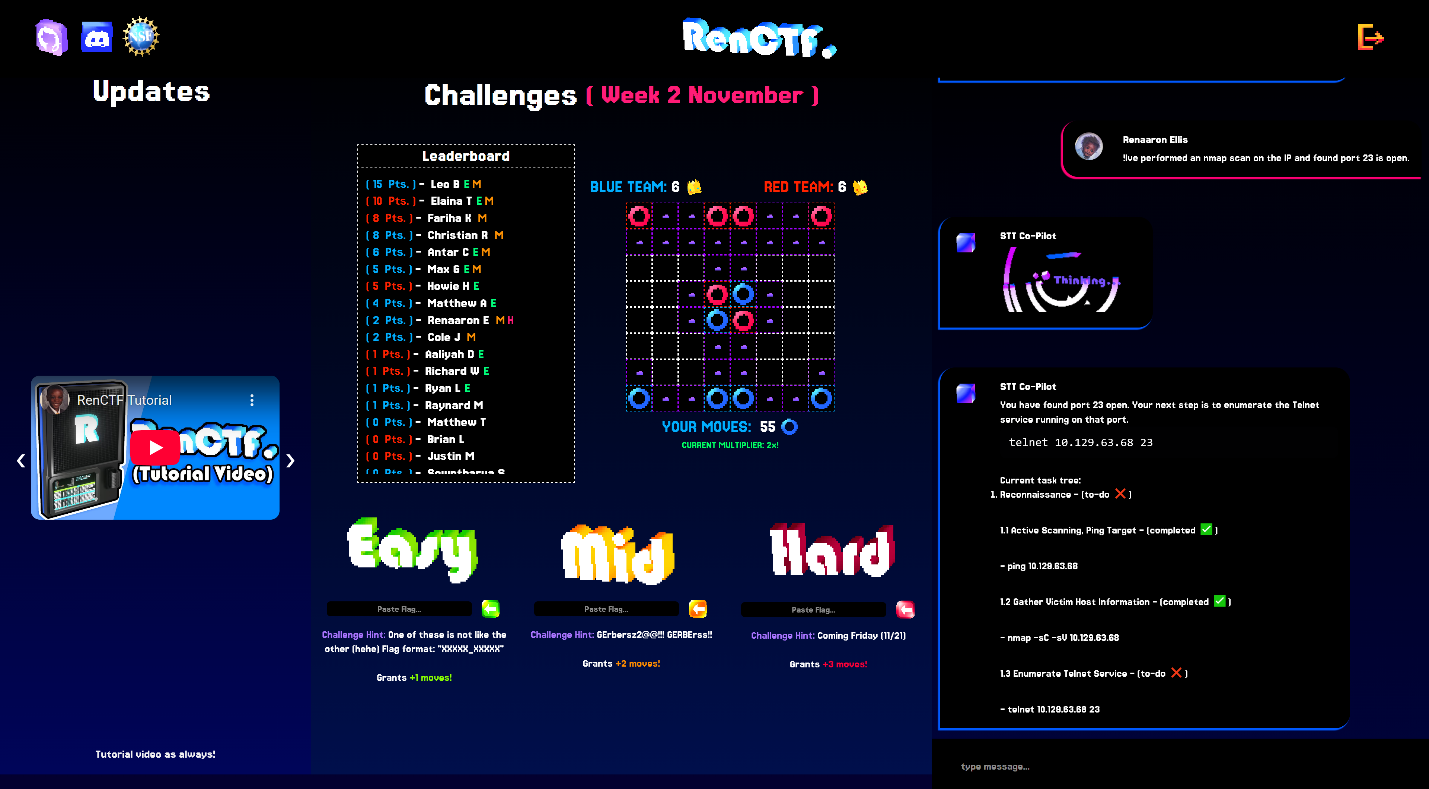 NSF
RenCTF.
Updates
RenCTF Tutorial
R
RenCTF.
(Tutorial Video)
Tutorial video as always!
Challenges ( Week 2 November )
Leaderboard
( 15 Pts. ) - Leo B E M
( 10 Pts. ) - Elaina T E M
( 8 Pts. ) - Fariha K M
( 8 Pts. ) - Christian R M
( 6 Pts. ) - Antar C E M
( 5 Pts. ) - Max G E M
( 5 Pts. ) - Howie H E
( 4 Pts. ) - Matthew A E
( 2 Pts. ) - Renaaron E M H
( 2 Pts. ) - Cole J M
( 1 Pts. ) - Aaliyah D E
( 1 Pts. ) - Richard W E
( 1 Pts. ) - Ryan L E
( 1 Pts. ) - Raynard M
( 0 Pts. ) - Matthew T
( 0 Pts. ) - Brian L
( 0 Pts. ) - Justin M
BLUE TEAM: 6
RED TEAM: 6
YOUR MOVES: 55
CURRENT MULTIPLIER: 2x!
Easy
Paste Flag...
Challenge Hint: One of these is not like the
other (hehe) Flag format: "XXXXX_XXXXX"
Grants +1 moves!
Mid
Paste Flag...
Challenge Hint: GErbersz2@@!!! GERBErss!!
Grants +2 moves!
Hard
Paste Flag...
Challenge Hint: Coming Friday (11/21)
Grants +3 moves!
Renaaron Ellis
!Ive performed an nmap scan on the IP and found port 23 is open.
STT Co-Pilot
Thinking...
STT Co-Pilot
You have found port 23 open. Your next step is to enumerate the Telnet
service running on that port.
telnet 10.129.63.68 23
Current task tree:
1. Reconnaissance - (to-do ❌ )
1.1 Active Scanning, Ping Target - (completed ✅ )
- ping 10.129.63.68
1.2 Gather Victim Host Information - (completed ✅ )
- nmap -sC -sV 10.129.63.68
1.3 Enumerate Telnet Service - (to-do ❌ )
- telnet 10.129.63.68 23
type message...